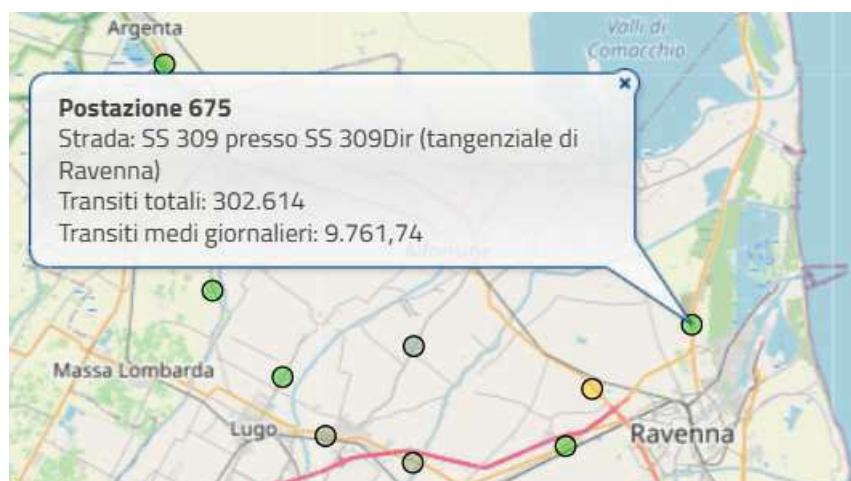 Argenta
Valli di
Comacchio
×
Postazione 675
Strada: SS 309 presso SS 309Dir (tangenziale di
Ravenna)
Transiti totali: 302.614
Transiti medi giornalieri: 9.761,74
Massa Lombarda
Lugo
Ravenna